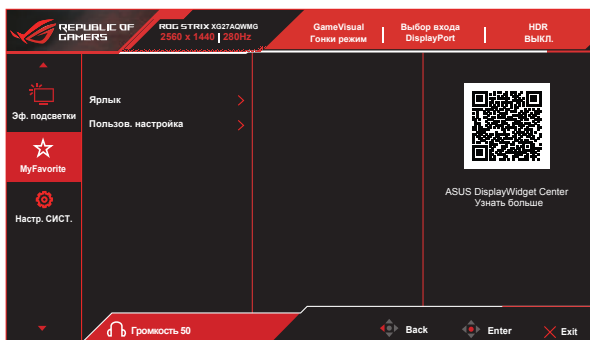 REPUBLIC OF
GAMERS
ROG STRIX XG27AQWMG
2560 x 1440 | 280Hz
GameVisual
Гонки режим
Выбор входа
DisplayPort
HDR
ВЫКЛ.
Эф. подсветки
MyFavorite
Настр. СИСТ.
Ярлык
Пользов. настройка
ASUS DisplayWidget Center
Узнать больше
Громкость 50
Back
Enter
Exit